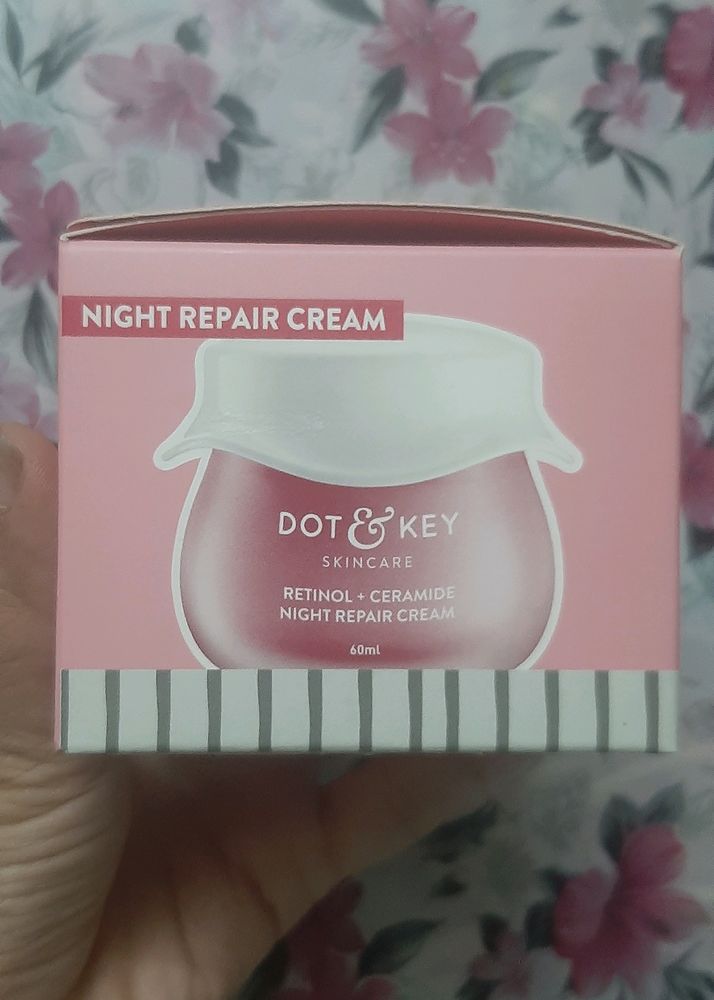 NIGHT REPAIR CREAM
DOT & KEY
SKINCARE
RETINOL + CERAMIDE
NIGHT REPAIR CREAM
60ml